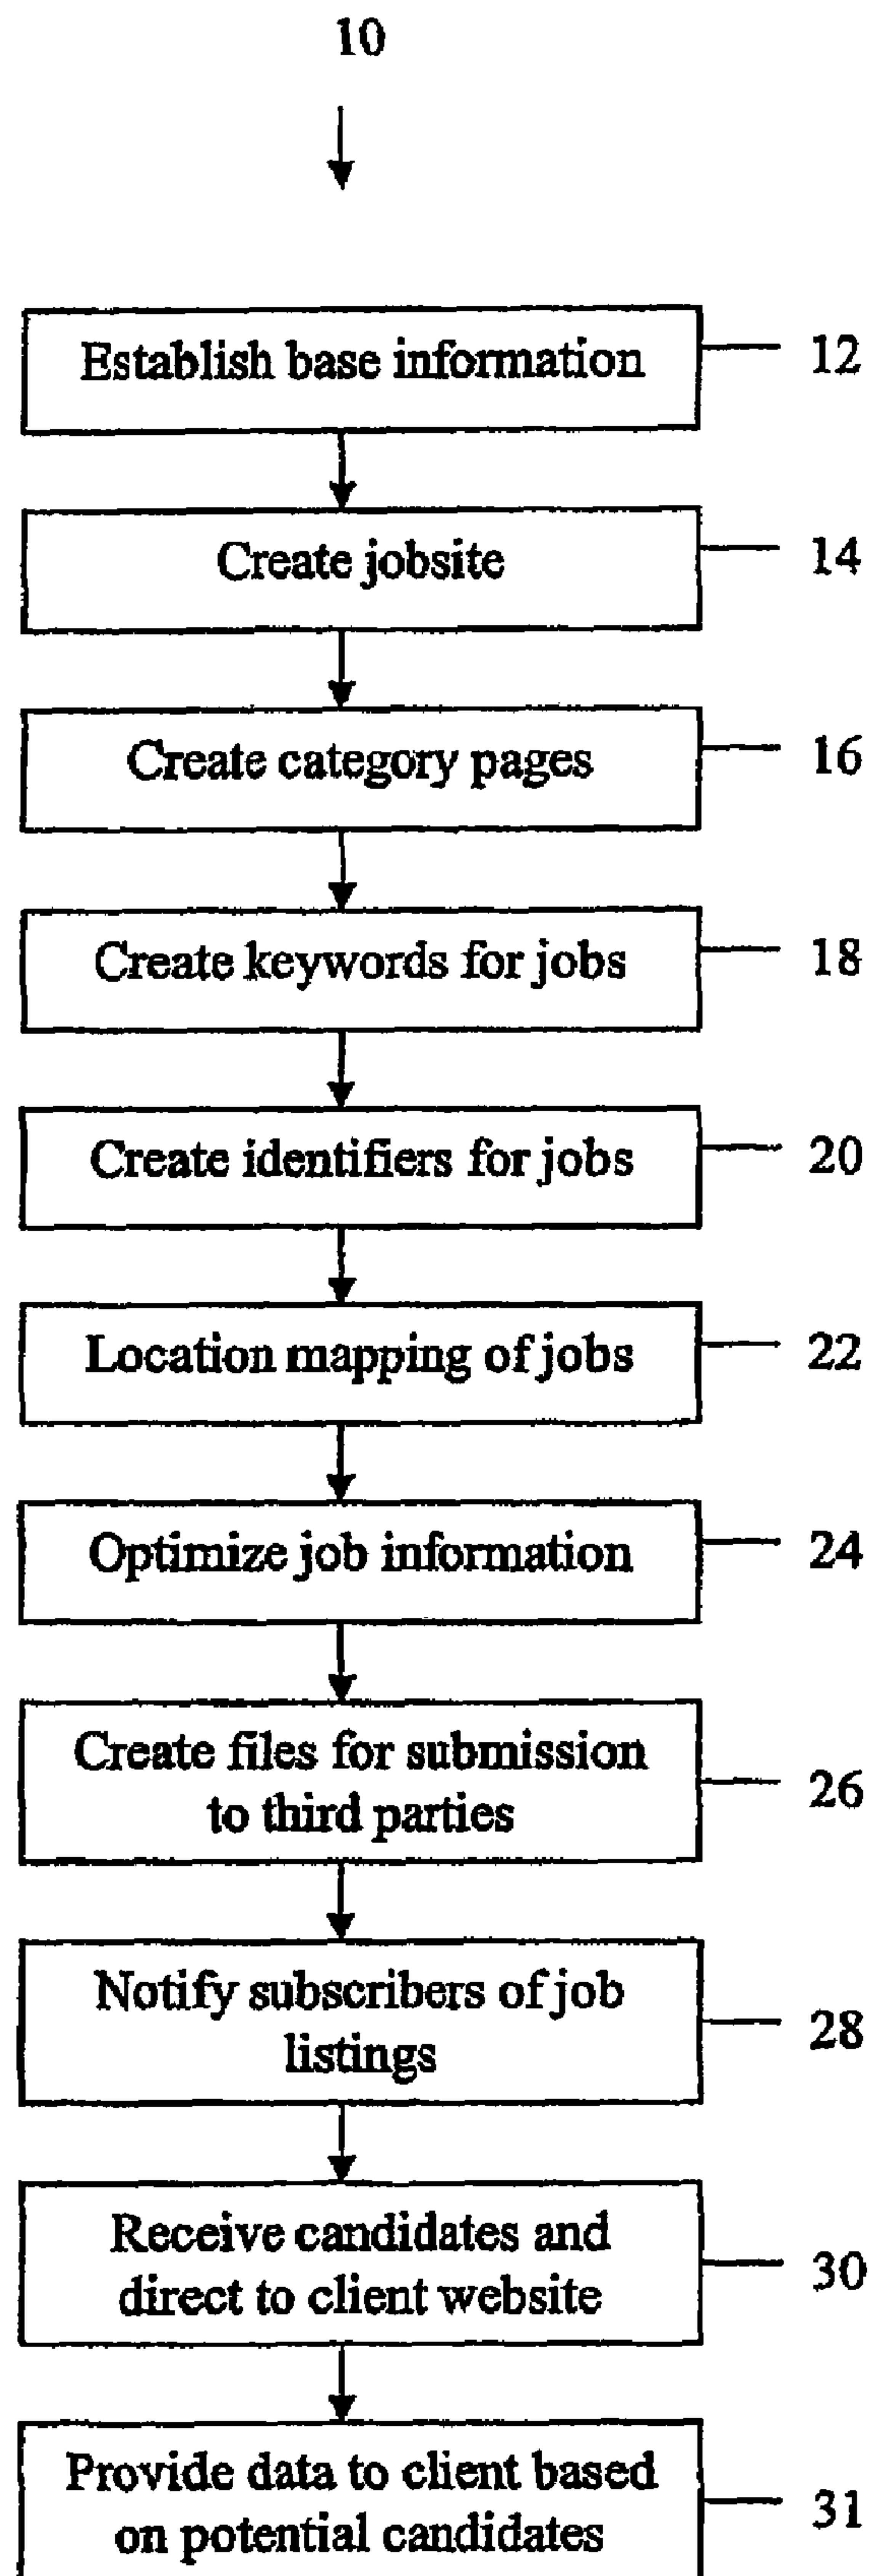 10
Establish base information
12
Create jobsite
14
Create category pages
16
Create keywords for jobs
18
Create identifiers for jobs
20
Location mapping of jobs
22
Optimize job information
24
Create files for submission
to third parties
26
Notify subscribers of job
listings
28
Receive candidates and
direct to client website
30
Provide data to client based
on potential candidates
31